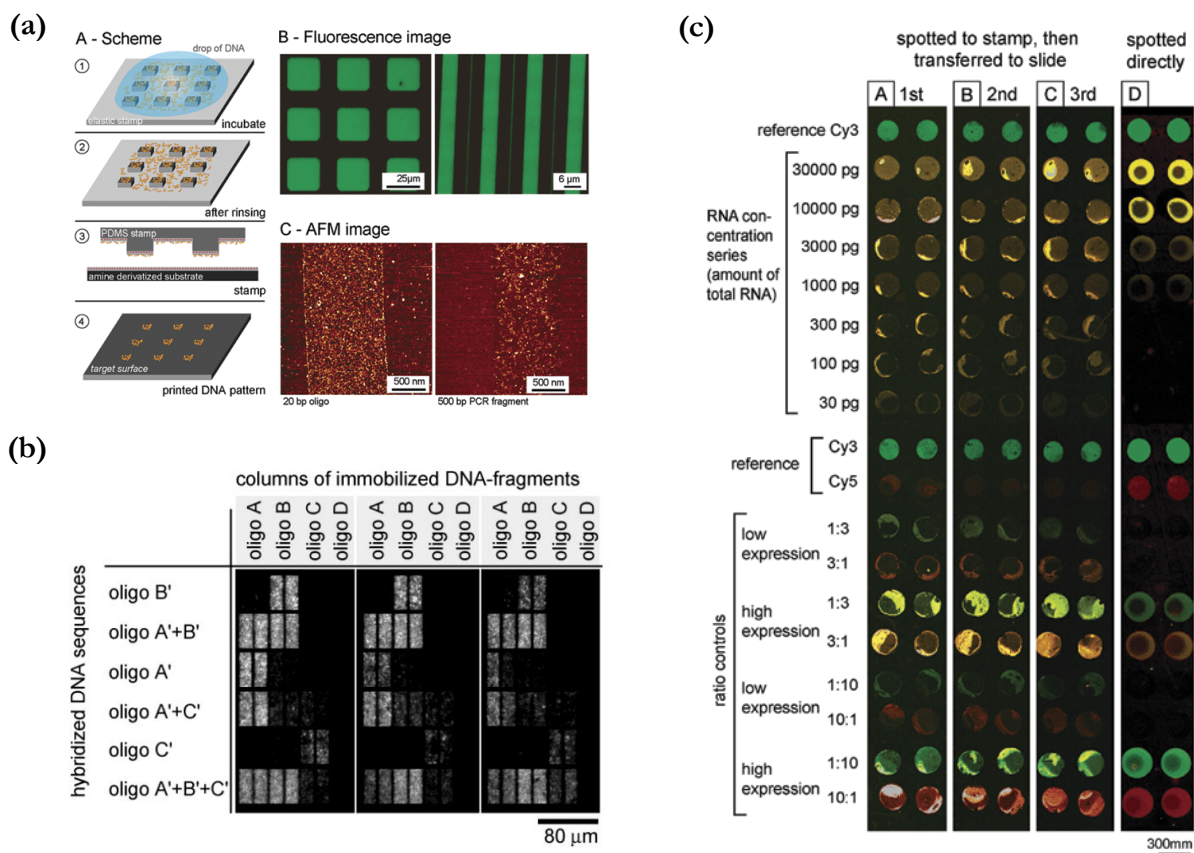 (a)
A - Scheme
drop of DNA
1
elastic stamp
incubate
2
after rinsing
3
PDMS stamp
amine derivatized substrate
stamp
4
target surface
printed DNA pattern
B - Fluorescence image
25µm
6 µm
C - AFM image
500 nm
500 nm
20 bp oligo
500 bp PCR fragment
(b)
columns of immobilized DNA-fragments
oligo A
oligo B
oligo C
oligo D
oligo A
oligo B
oligo C
oligo D
oligo A
oligo B
oligo C
oligo D
hybridized DNA sequences
oligo B'
oligo A'+B'
oligo A'
oligo A'+C'
oligo C'
oligo A'+B'+C'
80 µm
(c)
spotted to stamp, then
transferred to slide
spotted
directly
A 1st
B 2nd
C 3rd
D
reference Cy3
RNA con-
centration
series
(amount of
total RNA)
30000 pg
10000 pg
3000 pg
1000 pg
300 pg
100 pg
30 pg
reference
Cy3
Cy5
ratio controls
low
expression
1:3
3:1
high
expression
1:3
3:1
low
expression
1:10
10:1
high
expression
1:10
10:1
300mm